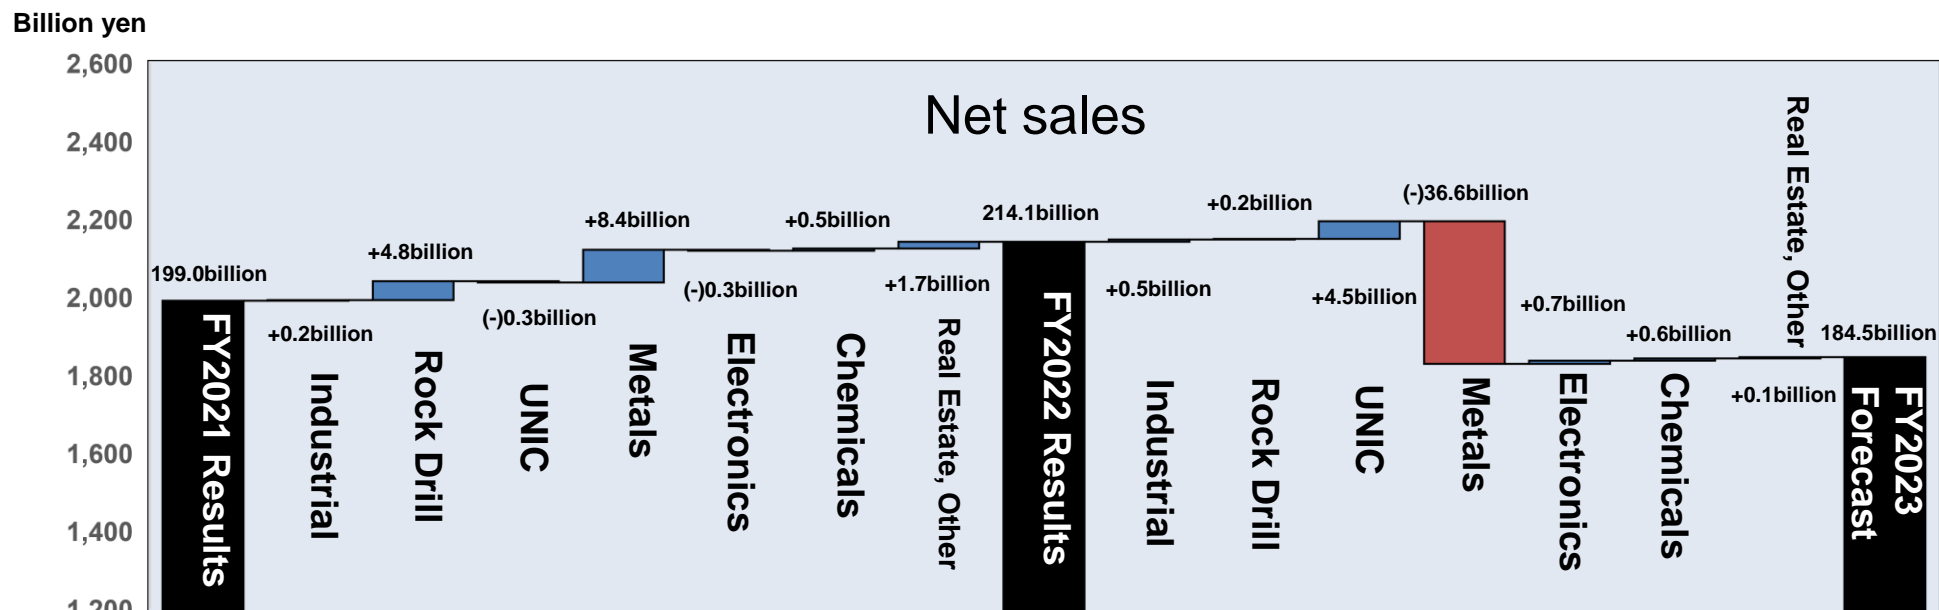 Billion yen
Net sales
2,600
2,400
2,200
2,000
1,800
1,600
1,400
1,200
199.0billion
+0.2billion
+4.8billion
(-)0.3billion
+8.4billion
(-)0.3billion
+0.5billion
+1.7billion
214.1billion
+0.5billion
+0.2billion
+4.5billion
(-)36.6billion
+0.7billion
+0.6billion
+0.1billion
184.5billion
FY2021 Results
Industrial
Rock Drill
UNIC
Metals
Electronics
Chemicals
Real Estate, Other
FY2022 Results
Industrial
Rock Drill
UNIC
Metals
Electronics
Chemicals
Real Estate, Other
FY2023
Forecast